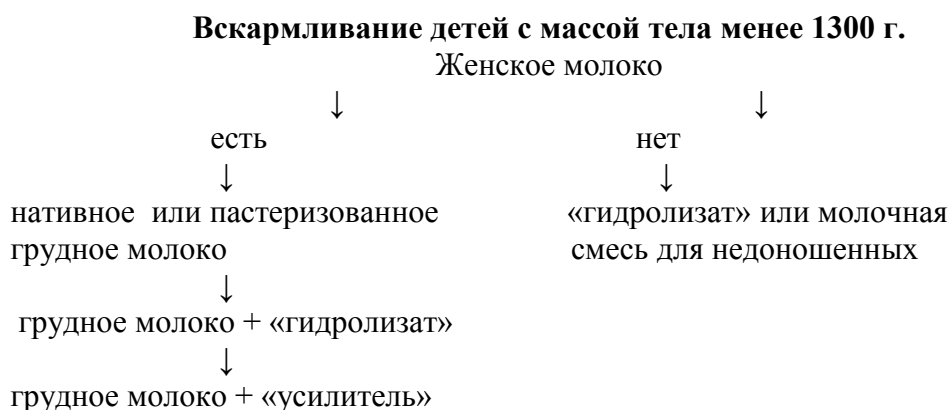 Вскармливание детей с массой тела менее 1300 г.
Женское молоко
↓ ↓
есть нет
↓ ↓
нативное или пастеризованное «гидролизат» или молочная
грудное молоко смесь для недоношенных
↓
грудное молоко + «гидролизат»
↓
грудное молоко + «усилитель»